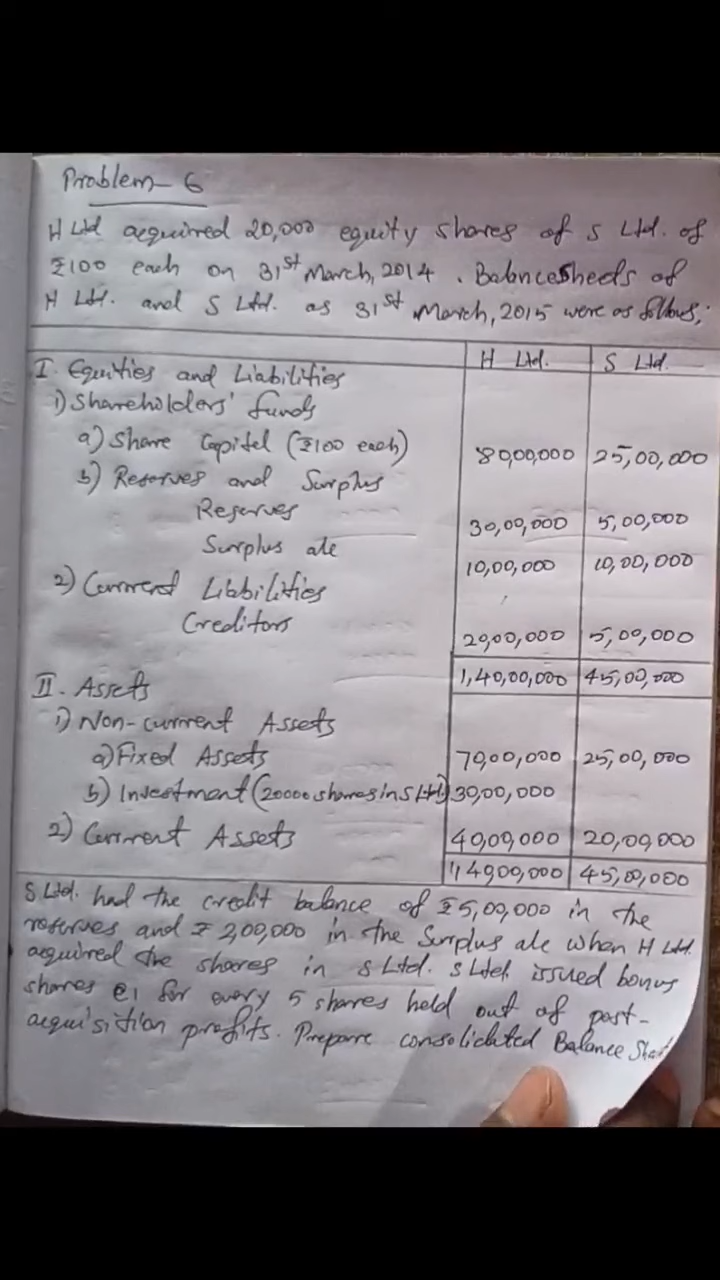 Problem-6
H Ltd acquired 20,000 equity shares of S Ltd. of
₹100 each on 31st March, 2014. Balance Sheets of
H Ltd. and S Ltd. as 31st March, 2015 were as follows;
H Ltd. S Ltd.
I. Equities and Liabilities
1) Shareholders' funds
a) Share Capital (₹100 each) 80,00,000 25,00,000
b) Reserves and Surplus
Reserves 30,00,000 5,00,000
Surplus a/c 10,00,000 10,00,000
2) Current Liabilities
Creditors 20,00,000 5,00,000
1,40,00,000 45,00,000
II. Assets
1) Non-current Assets
a) Fixed Assets 70,00,000 25,00,000
b) Investment (20000 shares in S Ltd) 30,00,000
2) Current Assets 40,00,000 20,00,000
1,40,00,000 45,00,000
S Ltd. had the credit balance of ₹5,00,000 in the
reserves and ₹ 2,00,000 in the Surplus a/c when H Ltd.
acquired the shares in S Ltd. S Ltd. issued bonus
shares @1 for every 5 shares held out of post-
acquisition profits. Prepare consolidated Balance